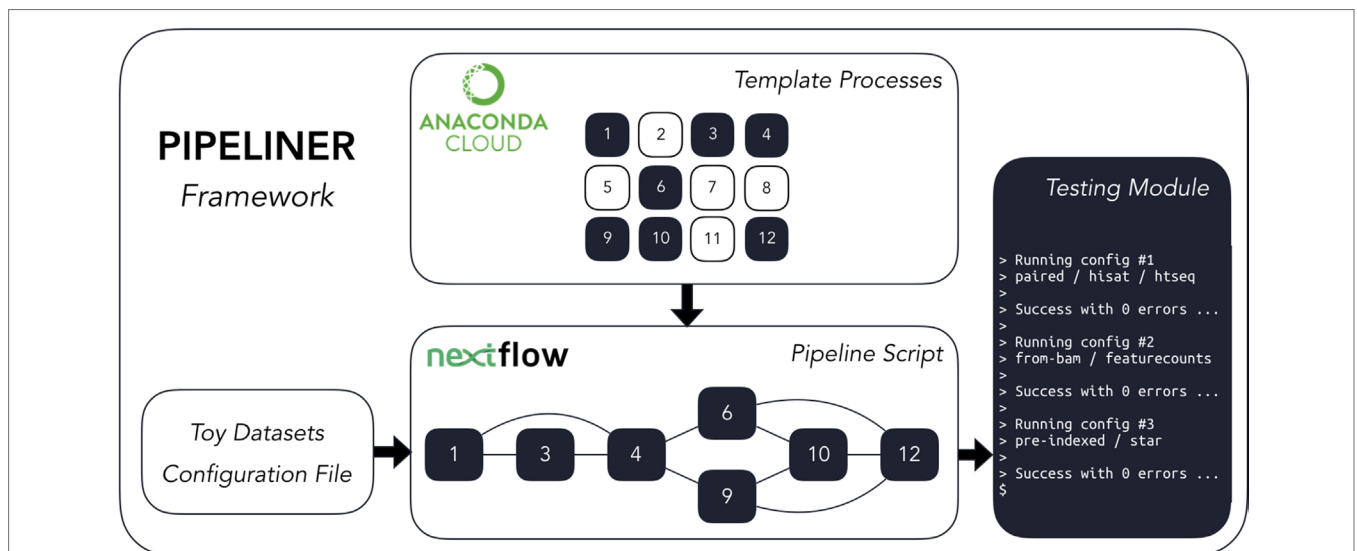 PIPELINER
Framework
ANACONDA
CLOUD
Template Processes
1 2 3 4
5 6 7 8
9 10 11 12
Toy Datasets
Configuration File
nextflow
Pipeline Script
1 3 4 6 9 10 12
Testing Module
> Running config #1
> paired / hisat / htseq
>
> Success with 0 errors ...
>
> Running config #2
> from-bam / featurecounts
>
> Success with 0 errors ...
>
> Running config #3
> pre-indexed / star
>
> Success with 0 errors ...
$